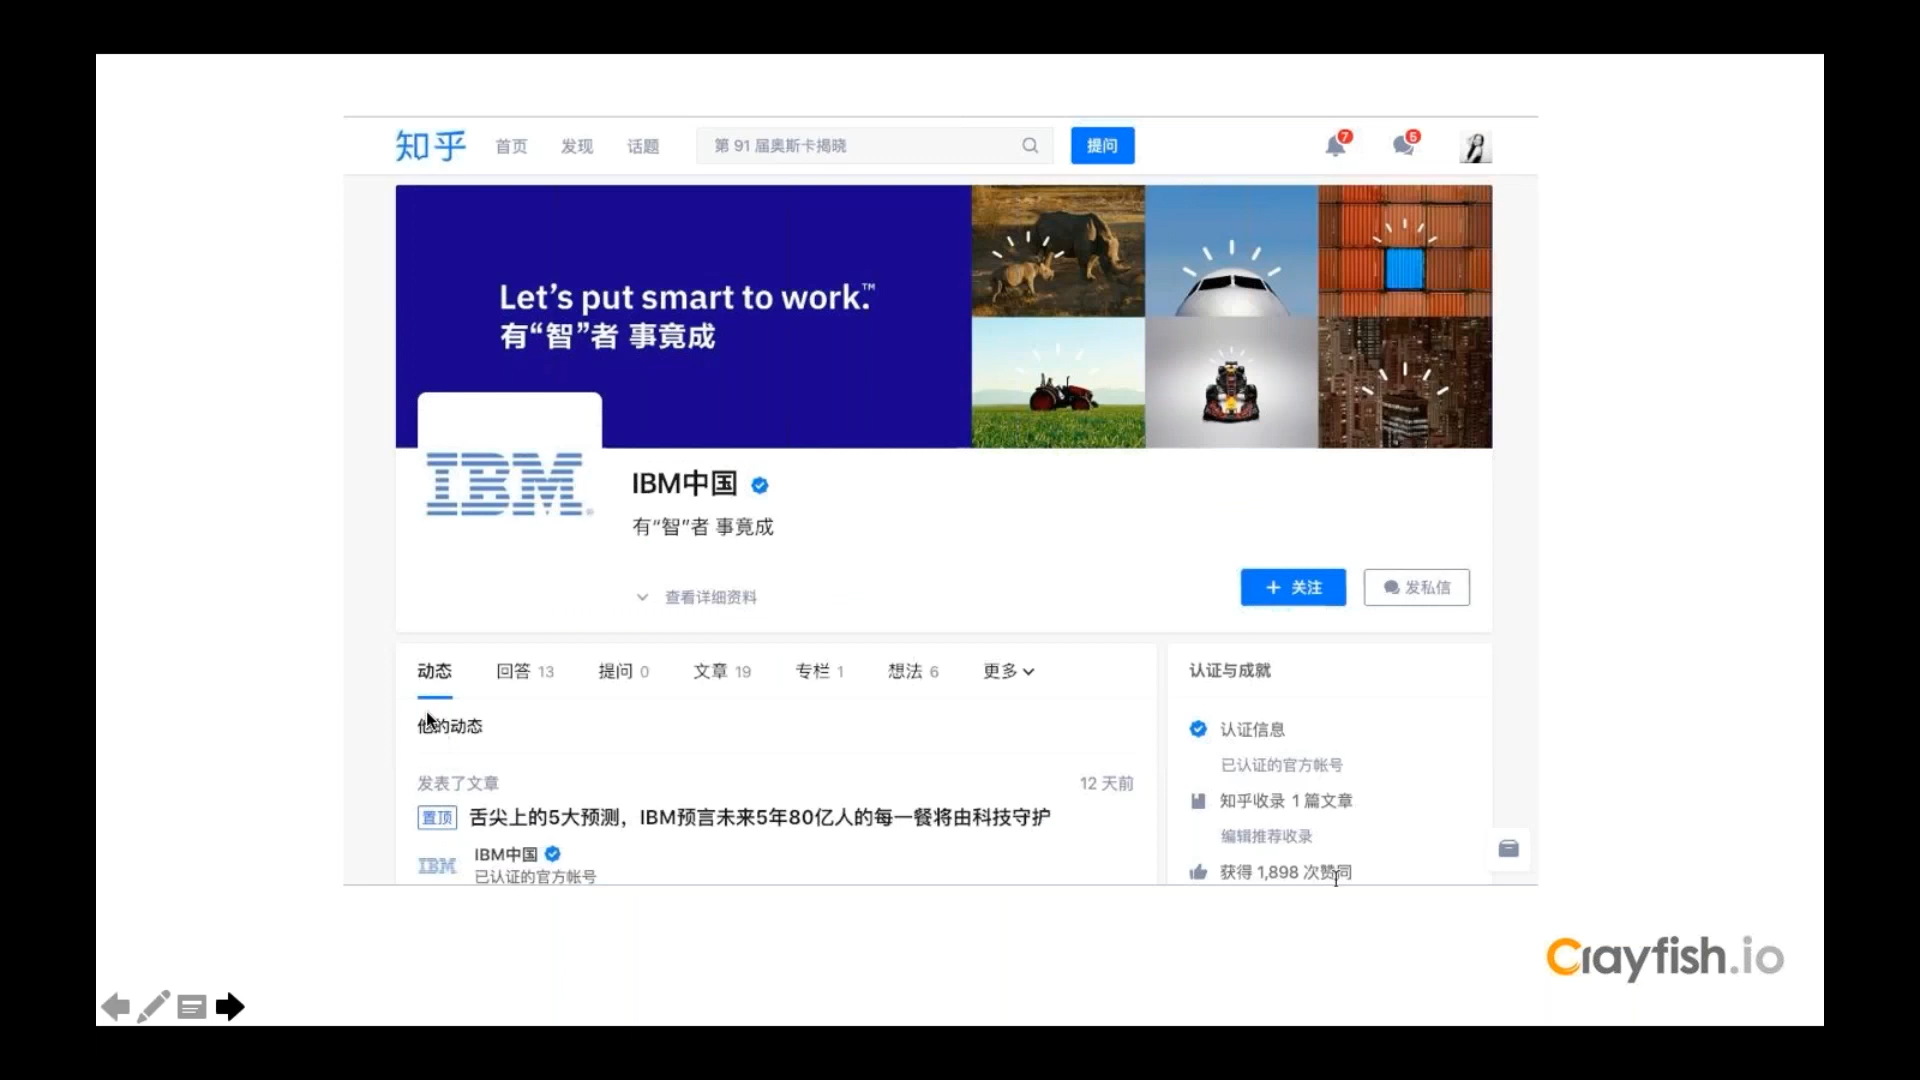 知乎 首页 发现 话题 第 91 届奥斯卡揭晓 提问 7 5
Let's put smart to work.™
有“智”者 事竟成
IBM®
IBM中国
有“智”者 事竟成
查看详细资料
+ 关注 发私信
动态 回答 13 提问 0 文章 19 专栏 1 想法 6 更多
他的动态
发表了文章 12 天前
置顶 舌尖上的5大预测，IBM预言未来5年80亿人的每一餐将由科技守护
IBM IBM中国
已认证的官方帐号
认证与成就
认证信息
已认证的官方帐号
知乎收录 1 篇文章
编辑推荐收录
获得 1,898 次赞同
Crayfish.io